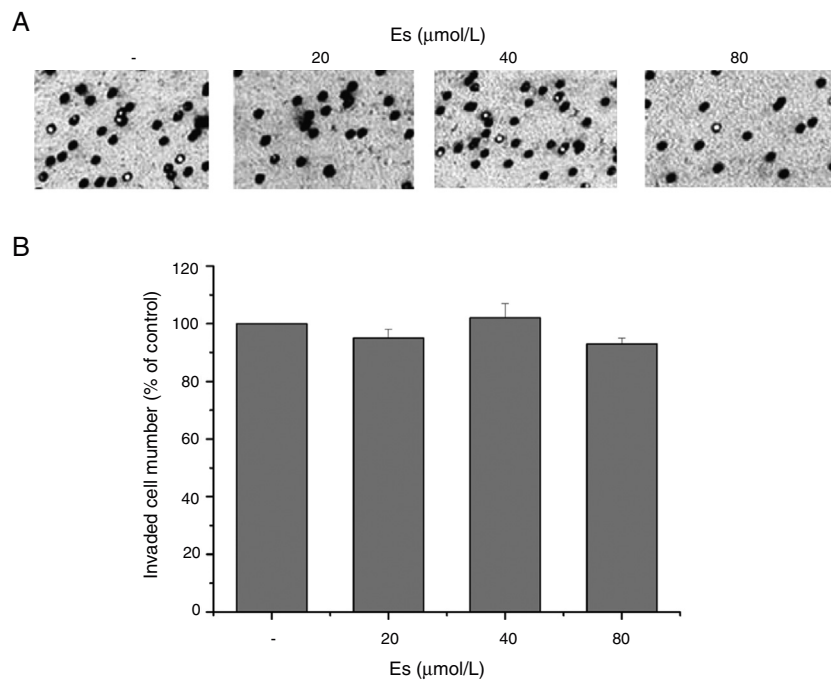 A
Es (μmol/L)
- 20 40 80
B
Invaded cell mumber (% of control)
120
100
80
60
40
20
0
- 20 40 80
Es (μmol/L)